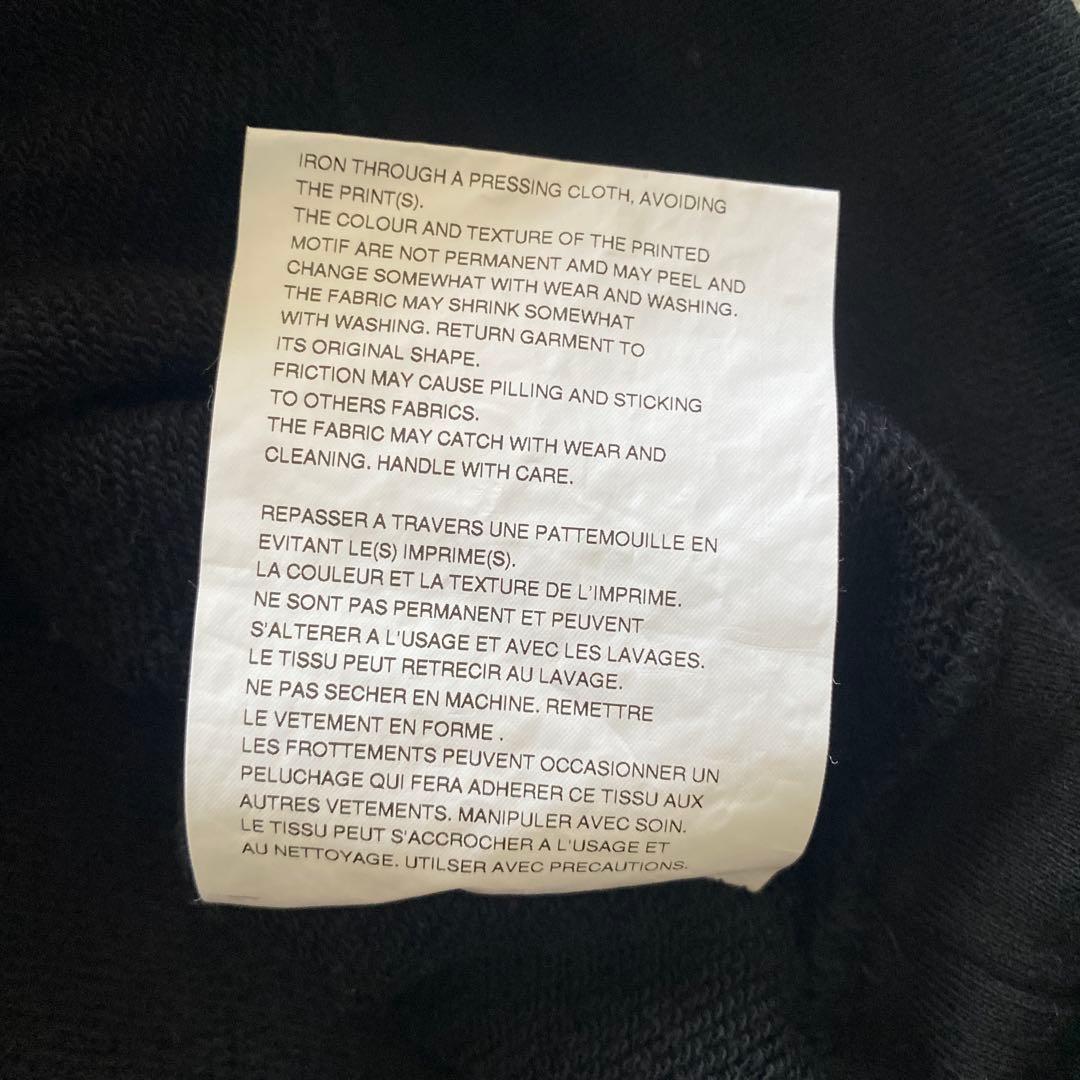 IRON THROUGH A PRESSING CLOTH, AVOIDING
THE PRINT(S).
THE COLOUR AND TEXTURE OF THE PRINTED
MOTIF ARE NOT PERMANENT AMD MAY PEEL AND
CHANGE SOMEWHAT WITH WEAR AND WASHING.
THE FABRIC MAY SHRINK SOMEWHAT
WITH WASHING. RETURN GARMENT TO
ITS ORIGINAL SHAPE.
FRICTION MAY CAUSE PILLING AND STICKING
TO OTHERS FABRICS.
THE FABRIC MAY CATCH WITH WEAR AND
CLEANING. HANDLE WITH CARE.
REPASSER A TRAVERS UNE PATTEMOUILLE EN
EVITANT LE(S) IMPRIME(S).
LA COULEUR ET LA TEXTURE DE L'IMPRIME.
NE SONT PAS PERMANENT ET PEUVENT
S'ALTERER A L'USAGE ET AVEC LES LAVAGES.
LE TISSU PEUT RETRECIR AU LAVAGE.
NE PAS SECHER EN MACHINE. REMETTRE
LE VETEMENT EN FORME .
LES FROTTEMENTS PEUVENT OCCASIONNER UN
PELUCHAGE QUI FERA ADHERER CE TISSU AUX
AUTRES VETEMENTS. MANIPULER AVEC SOIN.
LE TISSU PEUT S'ACCROCHER A L'USAGE ET
AU NETTOYAGE. UTILSER AVEC PRECAUTIONS.